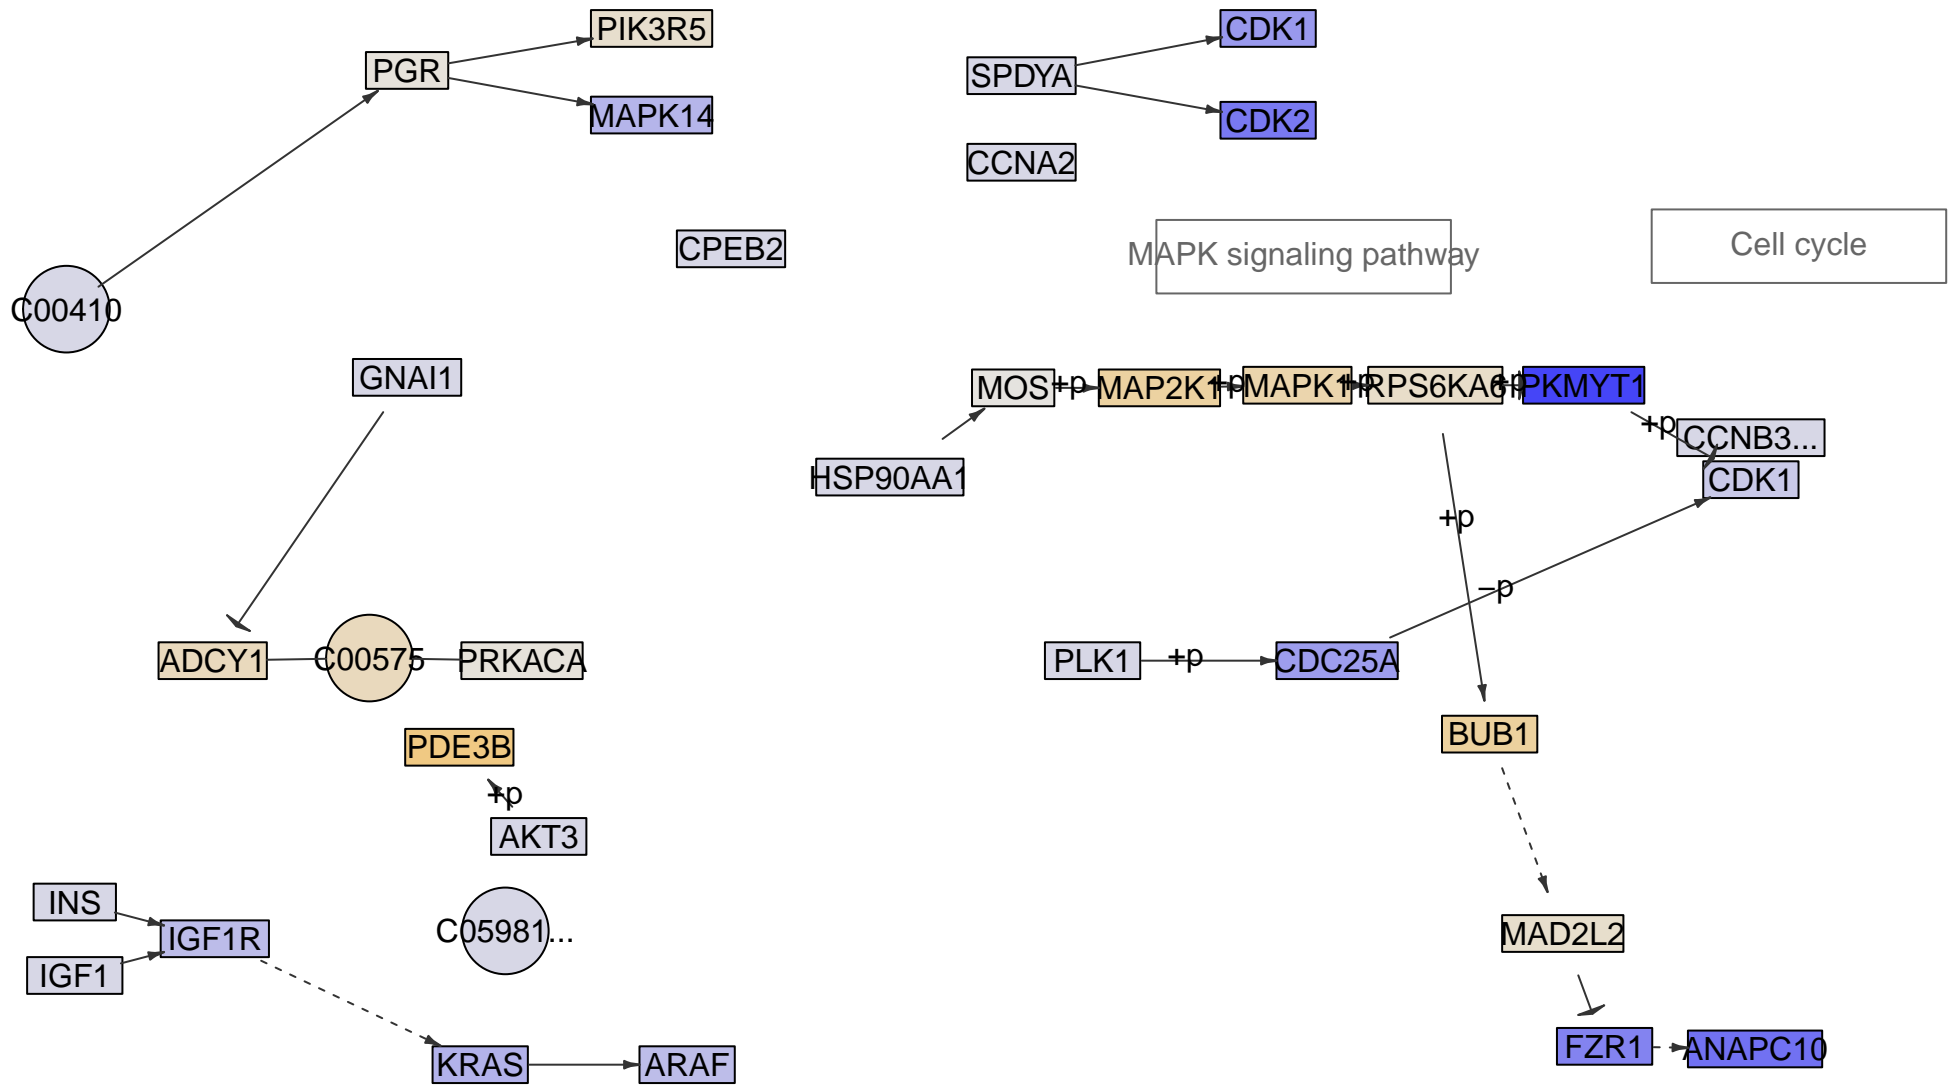 PIK3R5
CDK1
PGR
SPDYA
MAPK14
CDK2
CCNA2
CPEB2
MAPK signaling pathway
Cell cycle
C00410
GNAI1
MOS
+p
MAP2K1
+p
MAPK1
+p
RPS6KA6
+p
PKMYT1
+p
CCNB3...
HSP90AA1
CDK1
+p
−p
ADCY1
C00575
PRKACA
PLK1
+p
CDC25A
PDE3B
BUB1
+p
AKT3
INS
IGF1R
C05981...
MAD2L2
IGF1
KRAS
ARAF
FZR1
ANAPC10